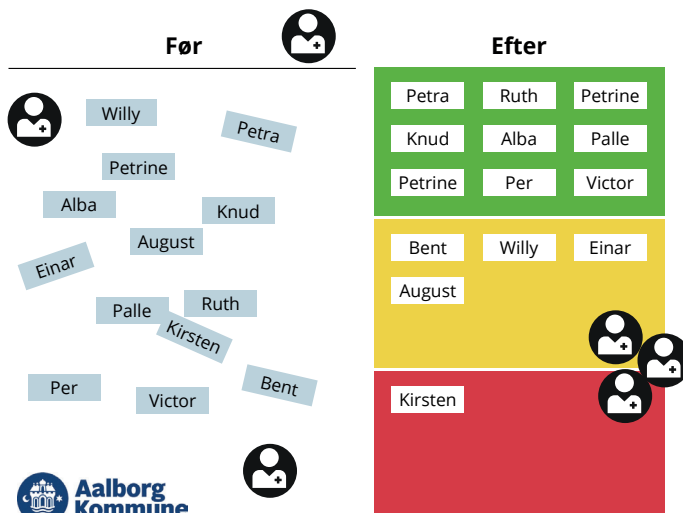 Før
Efter
Willy
Petra
Petrine
Alba
Knud
August
Einar
Palle
Ruth
Kirsten
Per
Victor
Bent
Aalborg
Kommune
Petra Ruth Petrine
Knud Alba Palle
Petrine Per Victor
Bent Willy Einar
August
Kirsten